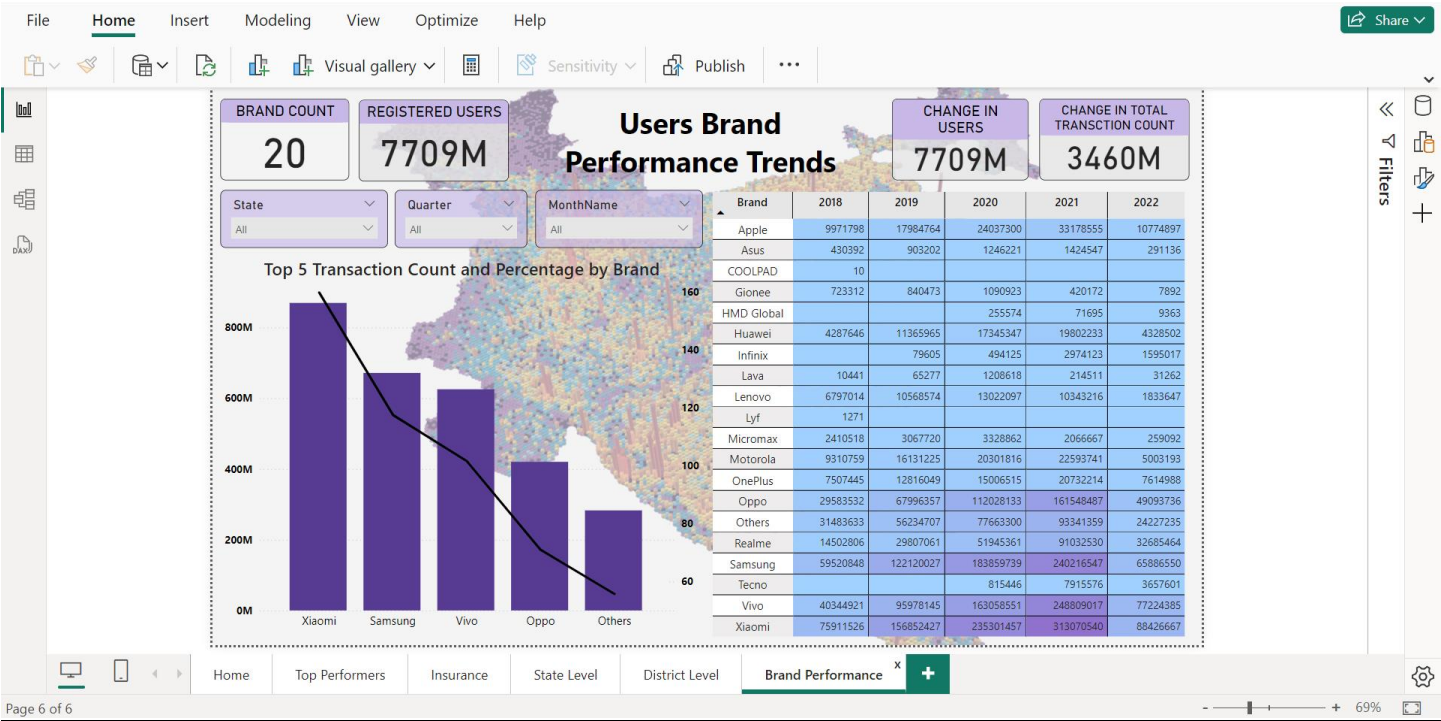 File Home Insert Modeling View Optimize Help Share
Visual gallery Sensitivity Publish ...
BRAND COUNT
20
REGISTERED USERS
7709M
Users Brand
Performance Trends
CHANGE IN
USERS
7709M
CHANGE IN TOTAL
TRANSCTION COUNT
3460M
State
All
Quarter
All
MonthName
All
Top 5 Transaction Count and Percentage by Brand
800M
600M
400M
200M
0M
160
140
120
100
80
60
Xiaomi Samsung Vivo Oppo Others
Brand 2018 2019 2020 2021 2022
Apple 9971798 17984764 24037300 33178555 10774897
Asus 430392 903202 1246221 1424547 291136
COOLPAD 10
Gionee 723312 840473 1090923 420172 7892
HMD Global 255574 71695 9363
Huawei 4287646 11365965 17345347 19802233 4328502
Infinix 79605 494125 2974123 1595017
Lava 10441 65277 1208618 214511 31262
Lenovo 6797014 10568574 13022097 10343216 1833647
Lyf 1271
Micromax 2410518 3067720 3328862 2066667 259092
Motorola 9310759 16131225 20301816 22593741 5003193
OnePlus 7507445 12816049 15006515 20732214 7614988
Oppo 29583532 67996357 112028133 161548487 49093736
Others 31483633 56234707 77663300 93341359 24227235
Realme 14502806 29807061 51945361 91032530 32685464
Samsung 59520848 122120027 183859739 240216547 65886550
Tecno 815446 7915576 3657601
Vivo 40344921 95978145 163058551 248809017 77224385
Xiaomi 75911526 156852427 235301457 313070540 88426667
Filters
DAX
Home Top Performers Insurance State Level District Level Brand Performance x +
Page 6 of 6
- + 69%